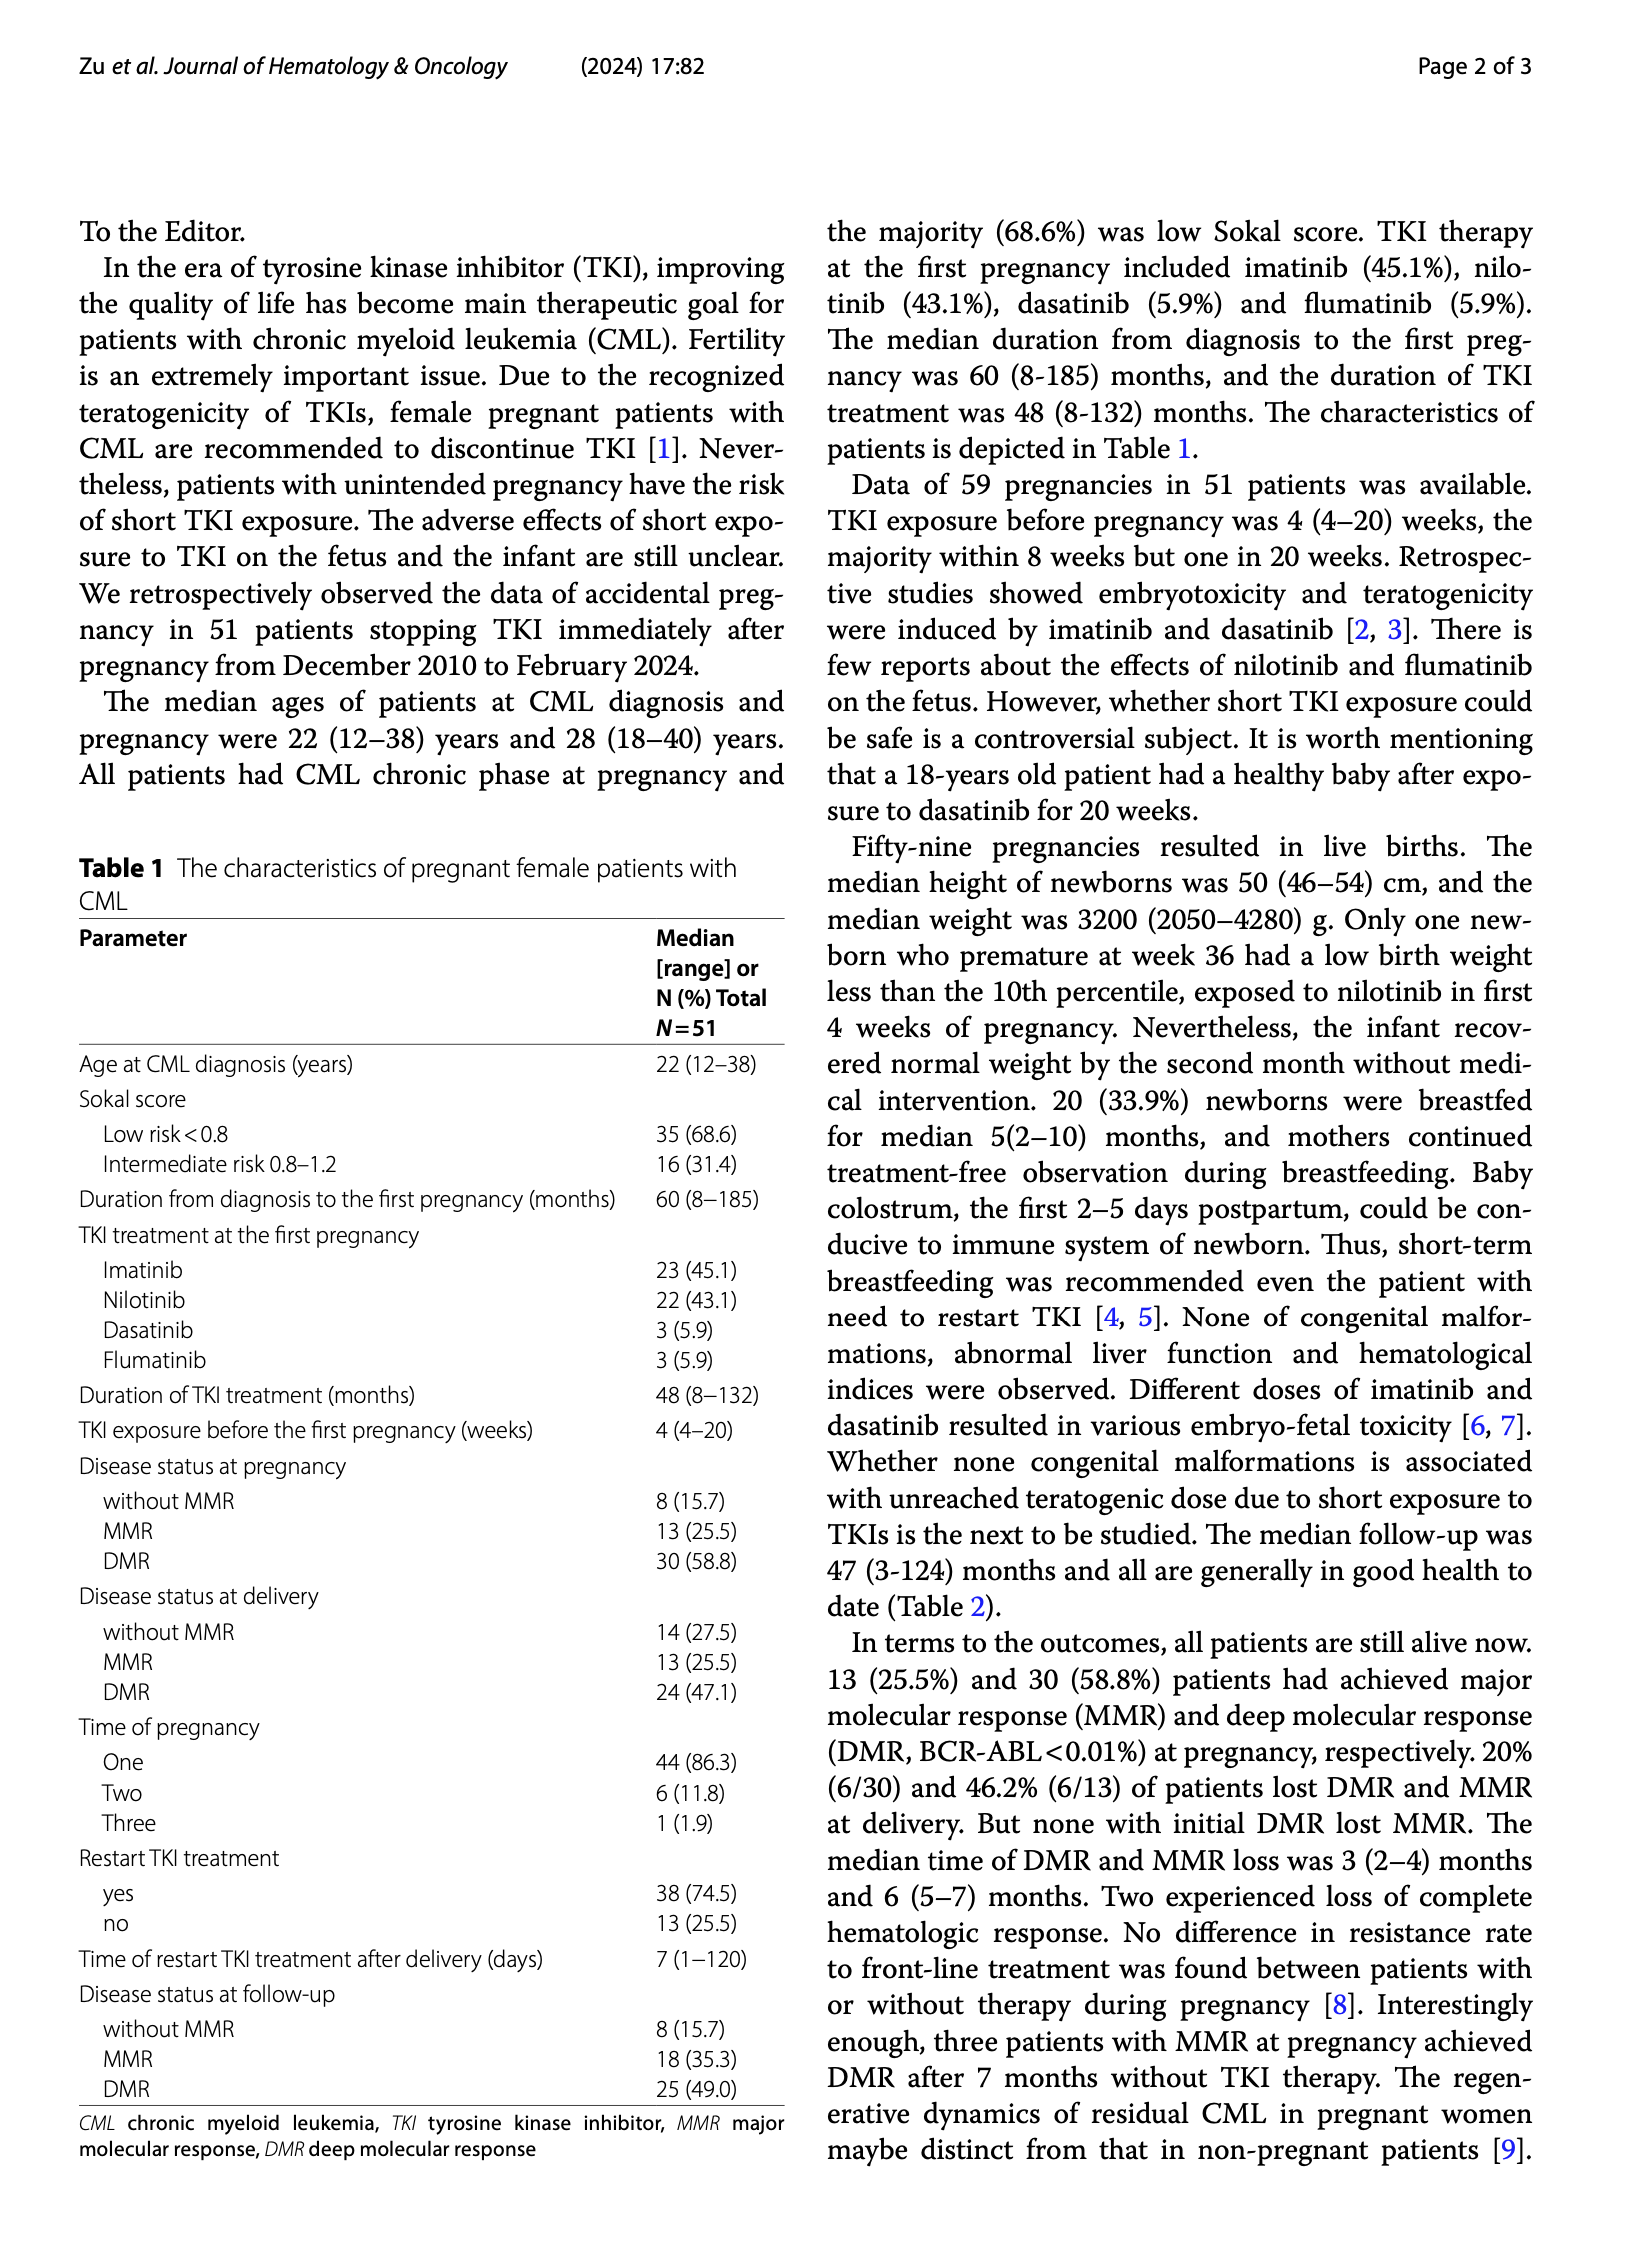 Zu et al. Journal of Hematology & Oncology (2024) 17:82 Page 2 of 3
To the Editor.
In the era of tyrosine kinase inhibitor (TKI), improving
the quality of life has become main therapeutic goal for
patients with chronic myeloid leukemia (CML). Fertility
is an extremely important issue. Due to the recognized
teratogenicity of TKIs, female pregnant patients with
CML are recommended to discontinue TKI [1]. Never-
theless, patients with unintended pregnancy have the risk
of short TKI exposure. The adverse effects of short expo-
sure to TKI on the fetus and the infant are still unclear.
We retrospectively observed the data of accidental preg-
nancy in 51 patients stopping TKI immediately after
pregnancy from December 2010 to February 2024.
The median ages of patients at CML diagnosis and
pregnancy were 22 (12–38) years and 28 (18–40) years.
All patients had CML chronic phase at pregnancy and
Table 1 The characteristics of pregnant female patients with
CML
Parameter Median
[range] or
N (%) Total
N = 51
Age at CML diagnosis (years) 22 (12–38)
Sokal score
Low risk < 0.8 35 (68.6)
Intermediate risk 0.8–1.2 16 (31.4)
Duration from diagnosis to the first pregnancy (months) 60 (8–185)
TKI treatment at the first pregnancy
Imatinib 23 (45.1)
Nilotinib 22 (43.1)
Dasatinib 3 (5.9)
Flumatinib 3 (5.9)
Duration of TKI treatment (months) 48 (8–132)
TKI exposure before the first pregnancy (weeks) 4 (4–20)
Disease status at pregnancy
without MMR 8 (15.7)
MMR 13 (25.5)
DMR 30 (58.8)
Disease status at delivery
without MMR 14 (27.5)
MMR 13 (25.5)
DMR 24 (47.1)
Time of pregnancy
One 44 (86.3)
Two 6 (11.8)
Three 1 (1.9)
Restart TKI treatment
yes 38 (74.5)
no 13 (25.5)
Time of restart TKI treatment after delivery (days) 7 (1–120)
Disease status at follow-up
without MMR 8 (15.7)
MMR 18 (35.3)
DMR 25 (49.0)
CML chronic myeloid leukemia, TKI tyrosine kinase inhibitor, MMR major
molecular response, DMR deep molecular response
the majority (68.6%) was low Sokal score. TKI therapy
at the first pregnancy included imatinib (45.1%), nilo-
tinib (43.1%), dasatinib (5.9%) and flumatinib (5.9%).
The median duration from diagnosis to the first preg-
nancy was 60 (8-185) months, and the duration of TKI
treatment was 48 (8-132) months. The characteristics of
patients is depicted in Table 1.
Data of 59 pregnancies in 51 patients was available.
TKI exposure before pregnancy was 4 (4–20) weeks, the
majority within 8 weeks but one in 20 weeks. Retrospec-
tive studies showed embryotoxicity and teratogenicity
were induced by imatinib and dasatinib [2, 3]. There is
few reports about the effects of nilotinib and flumatinib
on the fetus. However, whether short TKI exposure could
be safe is a controversial subject. It is worth mentioning
that a 18-years old patient had a healthy baby after expo-
sure to dasatinib for 20 weeks.
Fifty-nine pregnancies resulted in live births. The
median height of newborns was 50 (46–54) cm, and the
median weight was 3200 (2050–4280) g. Only one new-
born who premature at week 36 had a low birth weight
less than the 10th percentile, exposed to nilotinib in first
4 weeks of pregnancy. Nevertheless, the infant recov-
ered normal weight by the second month without medi-
cal intervention. 20 (33.9%) newborns were breastfed
for median 5(2–10) months, and mothers continued
treatment-free observation during breastfeeding. Baby
colostrum, the first 2–5 days postpartum, could be con-
ducive to immune system of newborn. Thus, short-term
breastfeeding was recommended even the patient with
need to restart TKI [4, 5]. None of congenital malfor-
mations, abnormal liver function and hematological
indices were observed. Different doses of imatinib and
dasatinib resulted in various embryo-fetal toxicity [6, 7].
Whether none congenital malformations is associated
with unreached teratogenic dose due to short exposure to
TKIs is the next to be studied. The median follow-up was
47 (3-124) months and all are generally in good health to
date (Table 2).
In terms to the outcomes, all patients are still alive now.
13 (25.5%) and 30 (58.8%) patients had achieved major
molecular response (MMR) and deep molecular response
(DMR, BCR-ABL < 0.01%) at pregnancy, respectively. 20%
(6/30) and 46.2% (6/13) of patients lost DMR and MMR
at delivery. But none with initial DMR lost MMR. The
median time of DMR and MMR loss was 3 (2–4) months
and 6 (5–7) months. Two experienced loss of complete
hematologic response. No difference in resistance rate
to front-line treatment was found between patients with
or without therapy during pregnancy [8]. Interestingly
enough, three patients with MMR at pregnancy achieved
DMR after 7 months without TKI therapy. The regen-
erative dynamics of residual CML in pregnant women
maybe distinct from that in non-pregnant patients [9].